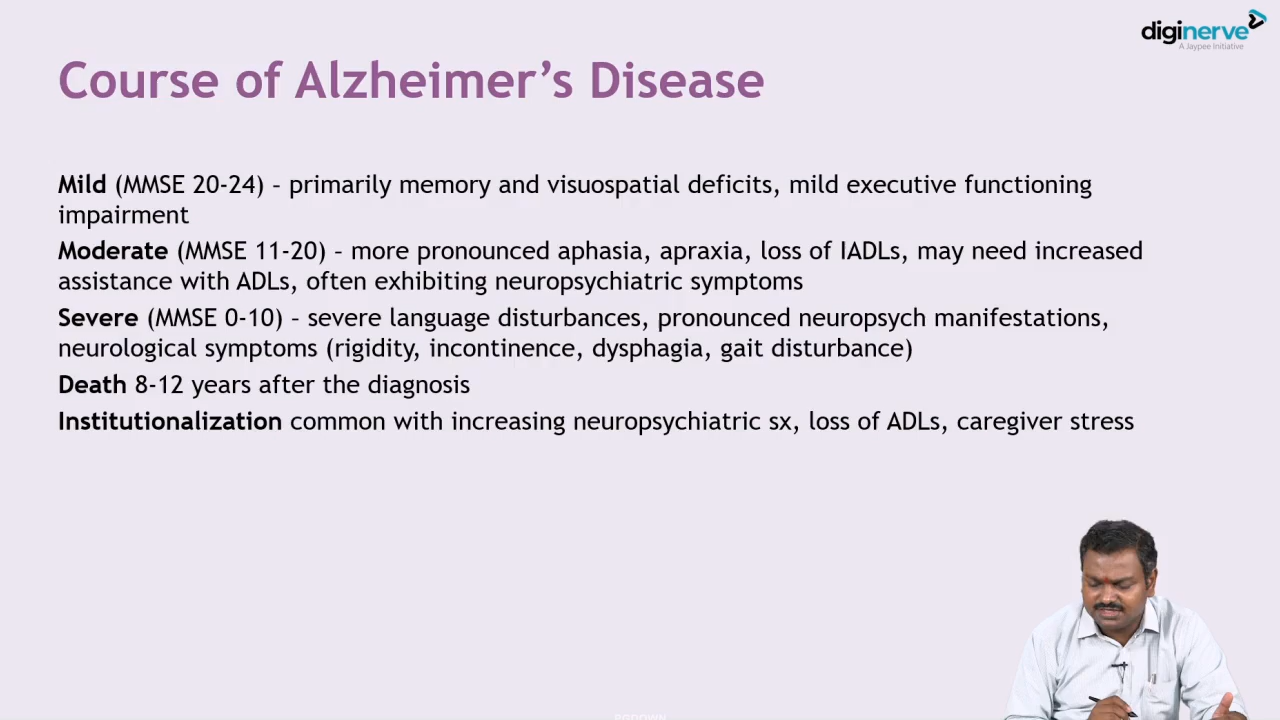 diginerve
A Jaypee Initiative
Course of Alzheimer's Disease
Mild (MMSE 20-24) – primarily memory and visuospatial deficits, mild executive functioning
impairment
Moderate (MMSE 11-20) – more pronounced aphasia, apraxia, loss of IADLs, may need increased
assistance with ADLs, often exhibiting neuropsychiatric symptoms
Severe (MMSE 0-10) – severe language disturbances, pronounced neuropsych manifestations,
neurological symptoms (rigidity, incontinence, dysphagia, gait disturbance)
Death 8-12 years after the diagnosis
Institutionalization common with increasing neuropsychiatric sx, loss of ADLs, caregiver stress